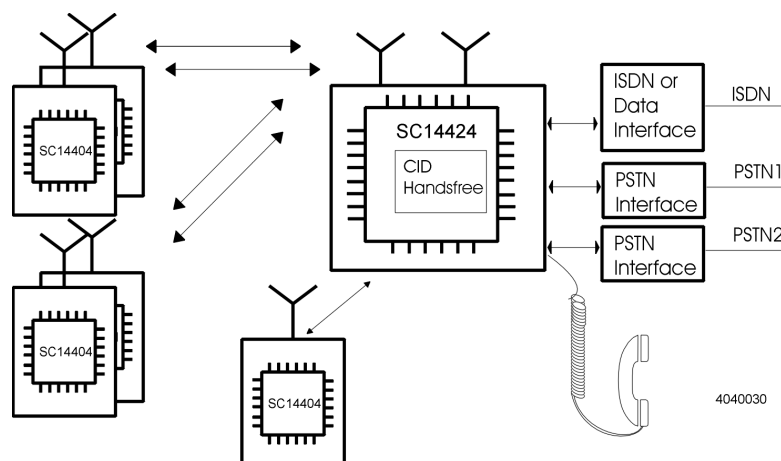 SC14404
SC14404
SC14404
SC14424
CID
Handsfree
ISDN or
Data
Interface
ISDN
PSTN
Interface
PSTN1
PSTN
Interface
PSTN2
4040030